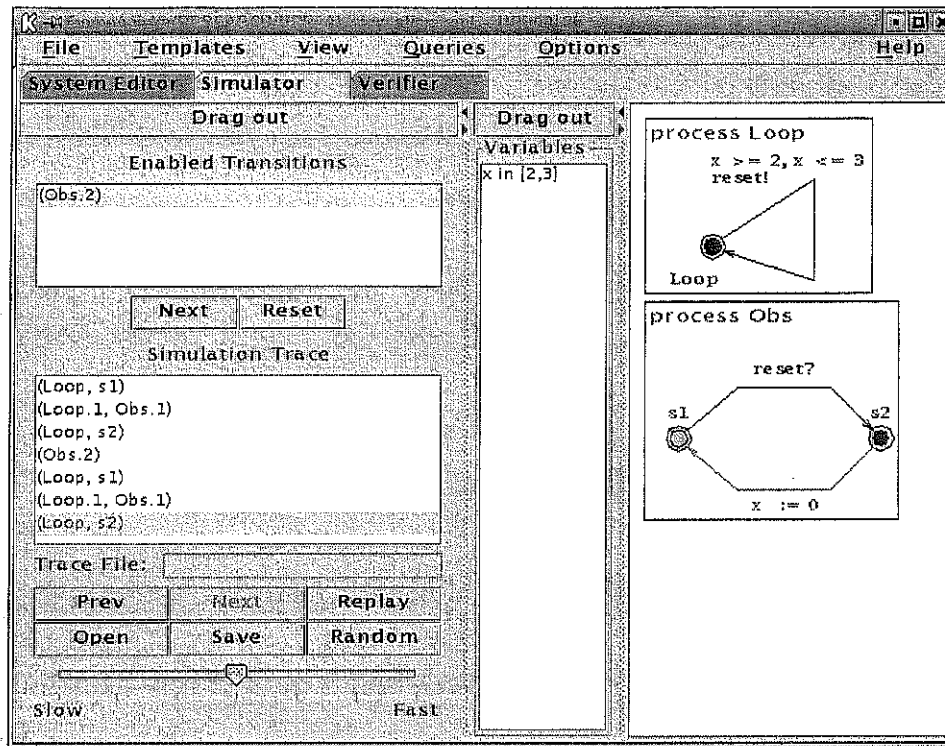 File Templates View Queries Options Help
System Editor Simulator Verifier
Drag out
Enabled Transitions
(Obs.2)
Next Reset
Simulation Trace
(Loop, s1)
(Loop.1, Obs.1)
(Loop, s2)
(Obs.2)
(Loop, s1)
(Loop.1, Obs.1)
(Loop, s2)
Trace File:
Prev Next Replay
Open Save Random
Slow Fast
Drag out
Variables
x in [2,3]
process Loop
x >= 2, x <= 3
reset!
Loop
process Obs
reset?
s1 s2
x := 0